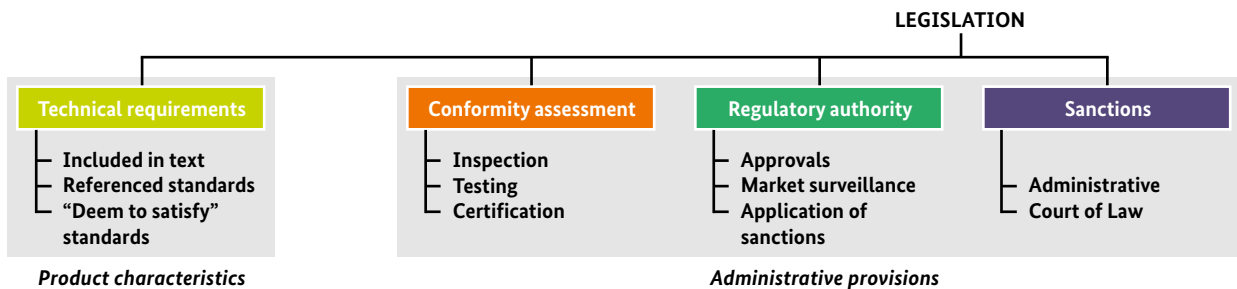 LEGISLATION
Technical requirements
Included in text
Referenced standards
“Deem to satisfy”
standards
Product characteristics
Conformity assessment
Inspection
Testing
Certification
Regulatory authority
Approvals
Market surveillance
Application of
sanctions
Sanctions
Administrative
Court of Law
Administrative provisions